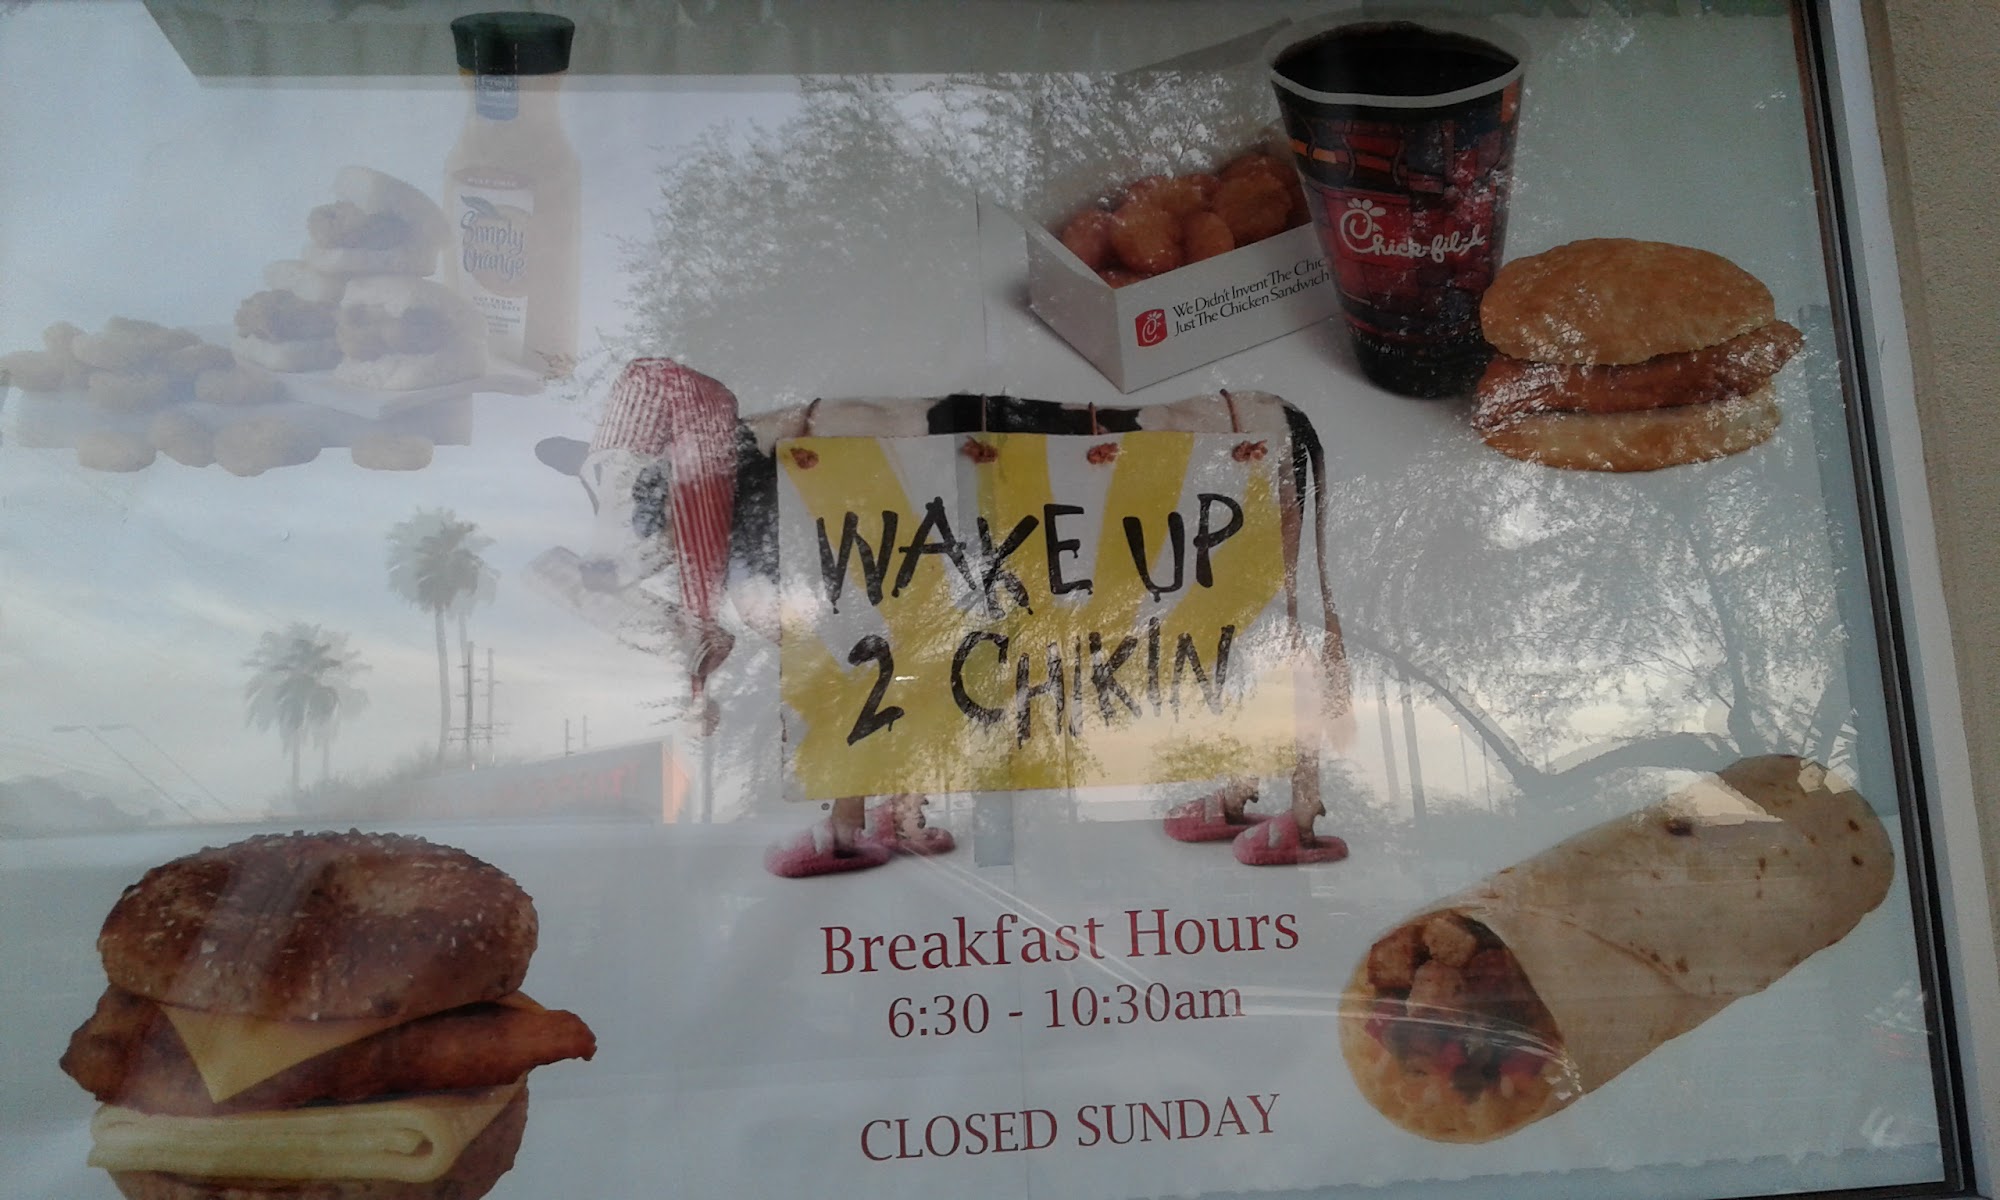 Simply
Orange
Chick-fil-A
We Didn't Invent The Chic
Just The Chicken Sandwich
WAKE UP
2 CHIKIN
Breakfast Hours
6:30 - 10:30am
CLOSED SUNDAY